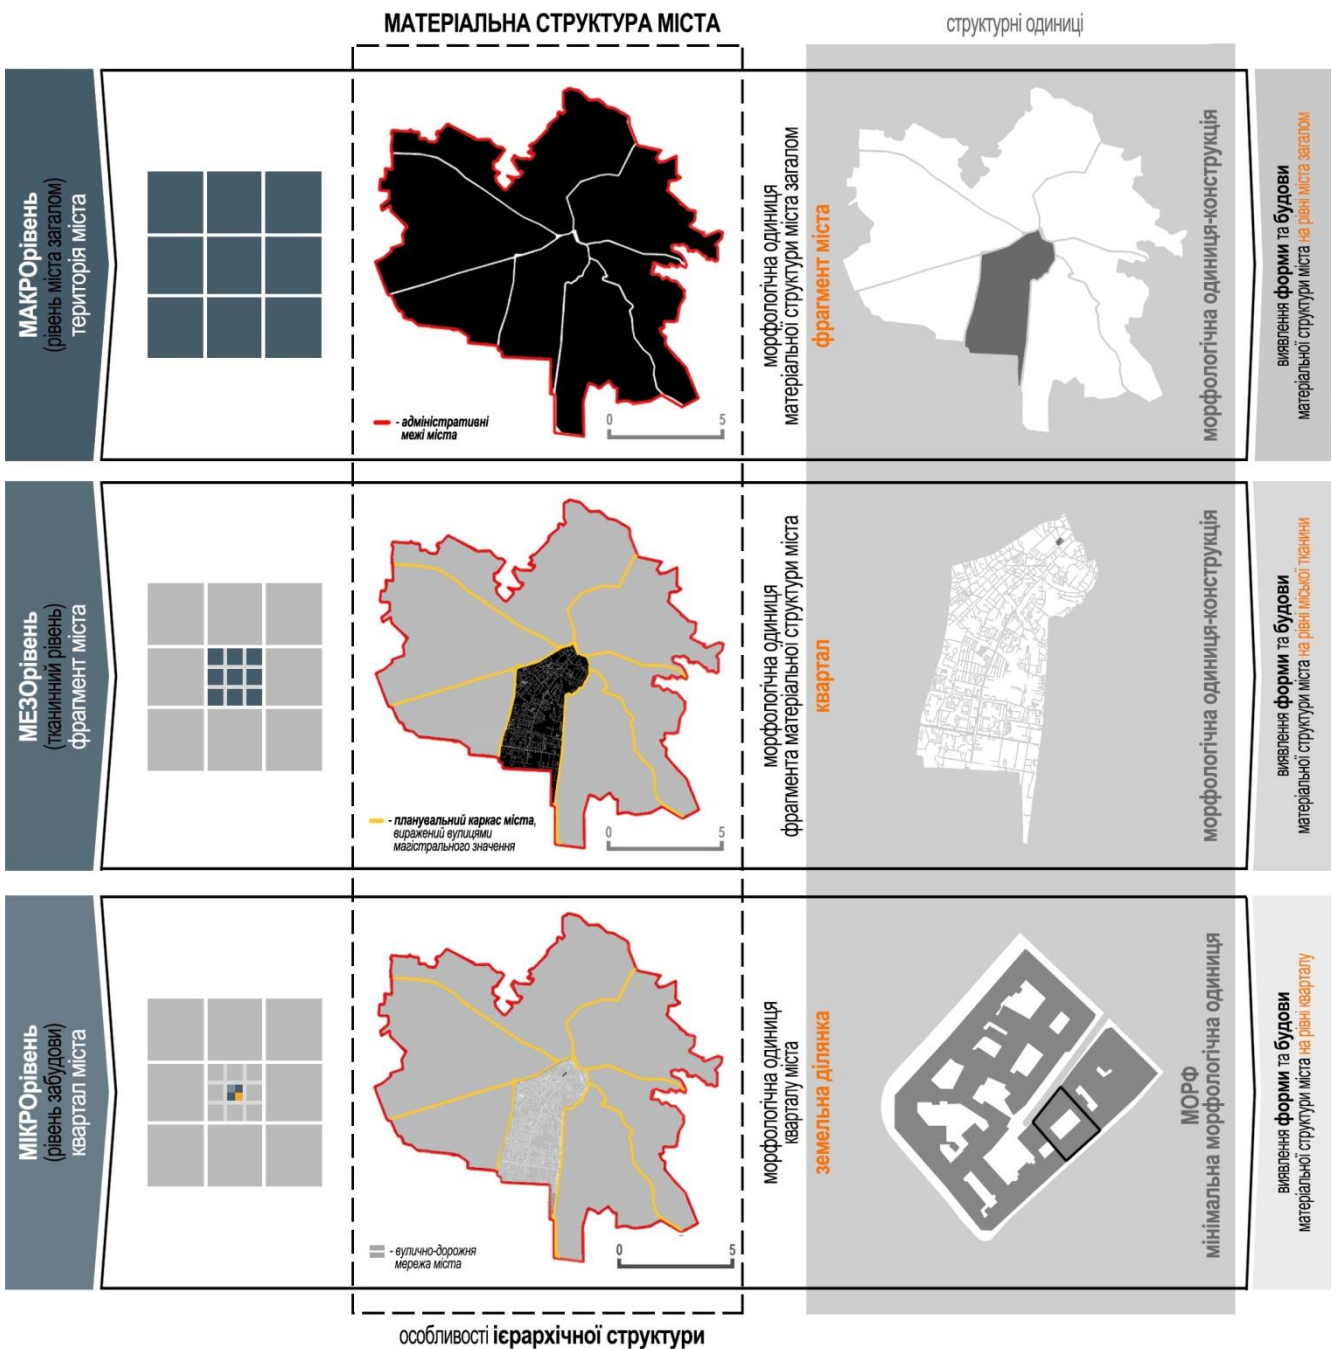 МАТЕРІАЛЬНА СТРУКТУРА МІСТА
структурні одиниці
МАКРОрівень
(рівень міста загалом)
територія міста
- адміністративні
межі міста
0 5
морфологічна одиниця
матеріальної структури міста загалом
фрагмент міста
морфологічна одиниця-конструкція
виявлення форми та будови
матеріальної структури міста на рівні міста загалом
МЕЗОрівень
(тканинний рівень)
фрагмент міста
- планувальний каркас міста,
виражений вулицями
магістрального значення
0 5
морфологічна одиниця
фрагмента матеріальної структури міста
квартал
морфологічна одиниця-конструкція
виявлення форми та будови
матеріальної структури міста на рівні міської тканини
МІКРОрівень
(рівень забудови)
квартал міста
- вулично-дорожня
мережа міста
0 5
морфологічна одиниця
кварталу міста
земельна ділянка
МОРФ
мінімальна морфологічна одиниця
виявлення форми та будови
матеріальної структури міста на рівні кварталу
особливості ієрархічної структури